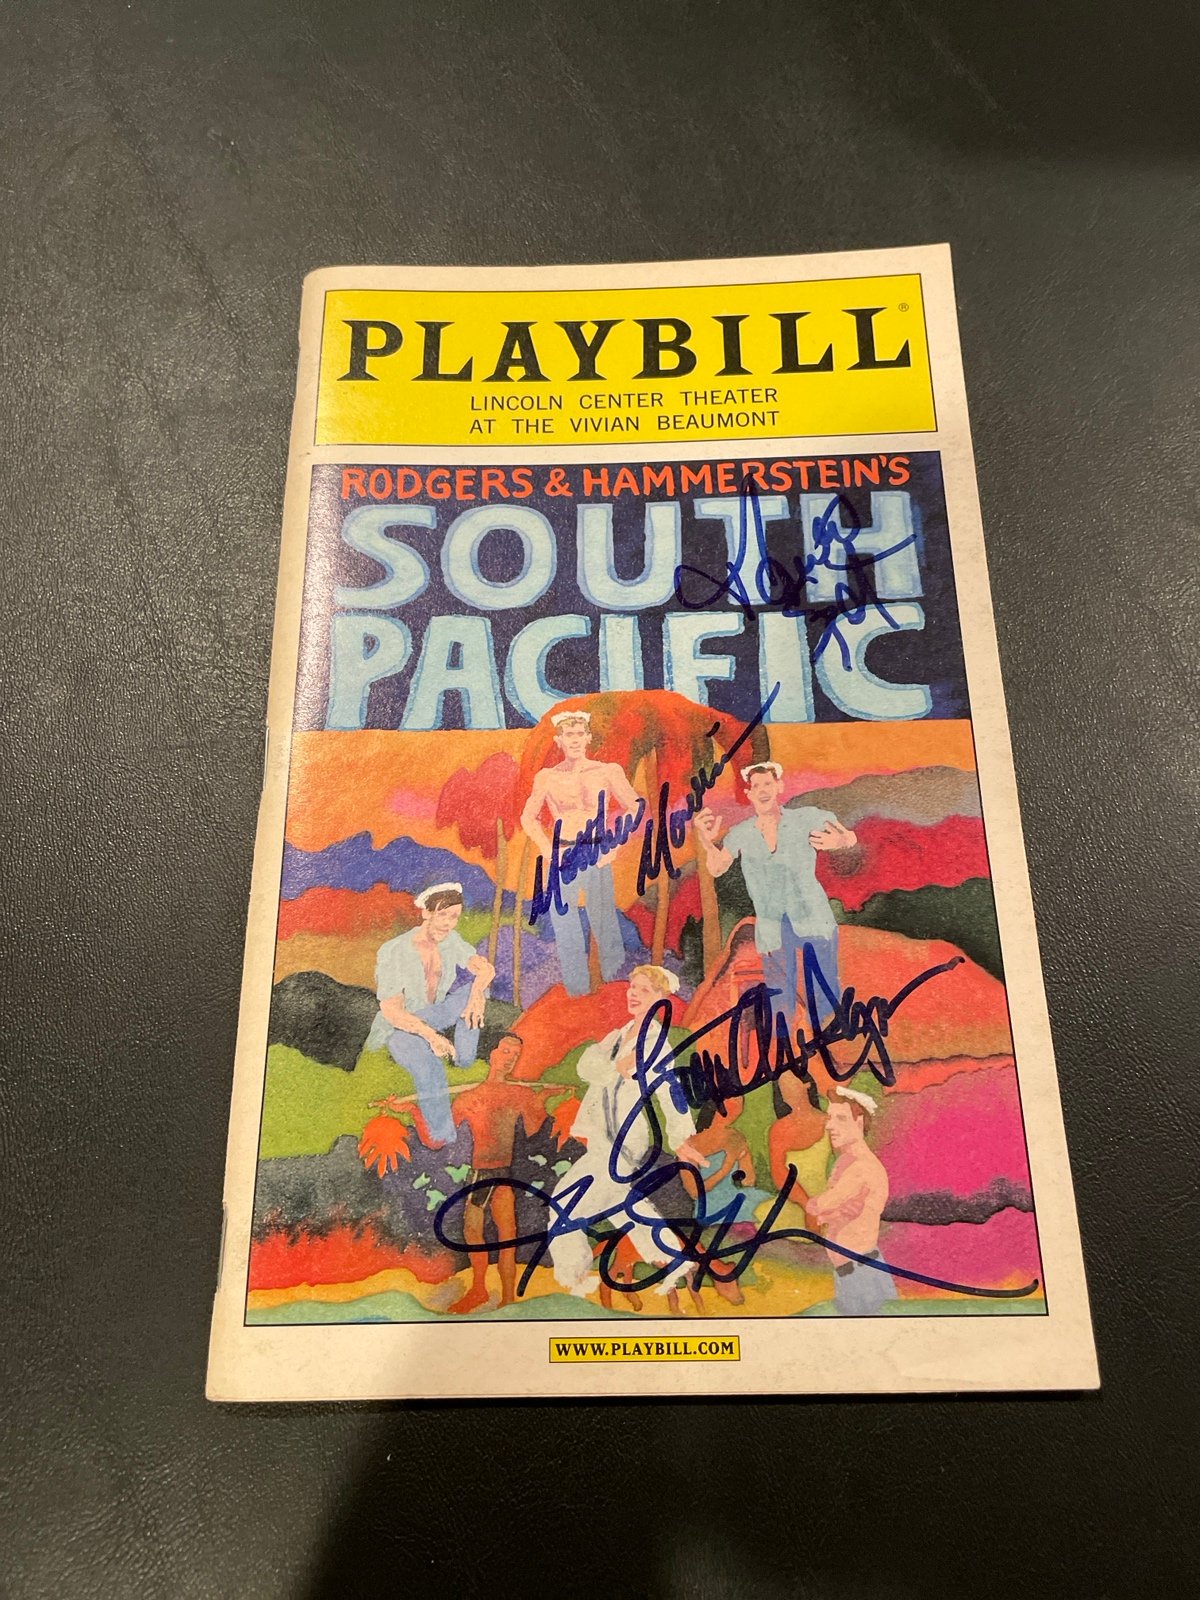 PLAYBILL®
LINCOLN CENTER THEATER
AT THE VIVIAN BEAUMONT
RODGERS & HAMMERSTEIN'S
SOUTH
PACIFIC
Matthew Morrison
WWW.PLAYBILL.COM